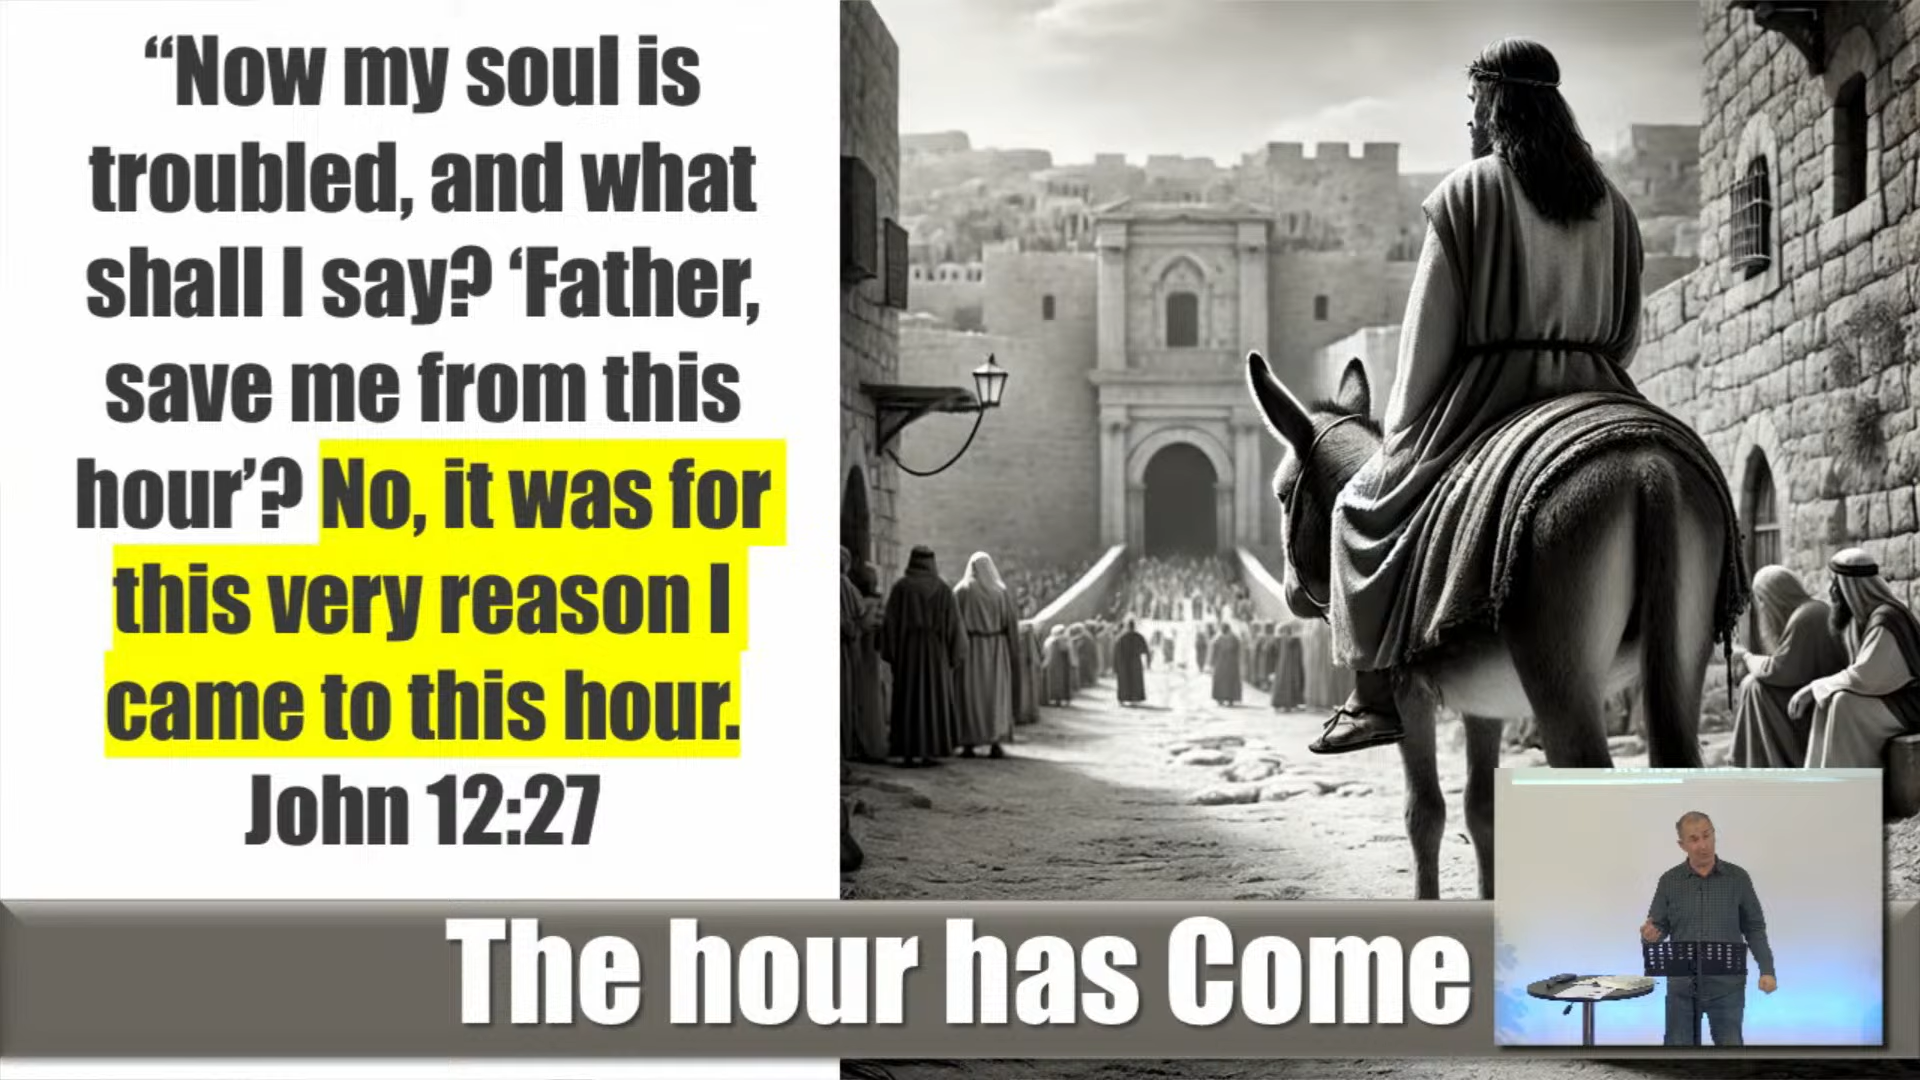 “Now my soul is
troubled, and what
shall I say? ‘Father,
save me from this
hour’? No, it was for
this very reason I
came to this hour.
John 12:27
The hour has Come